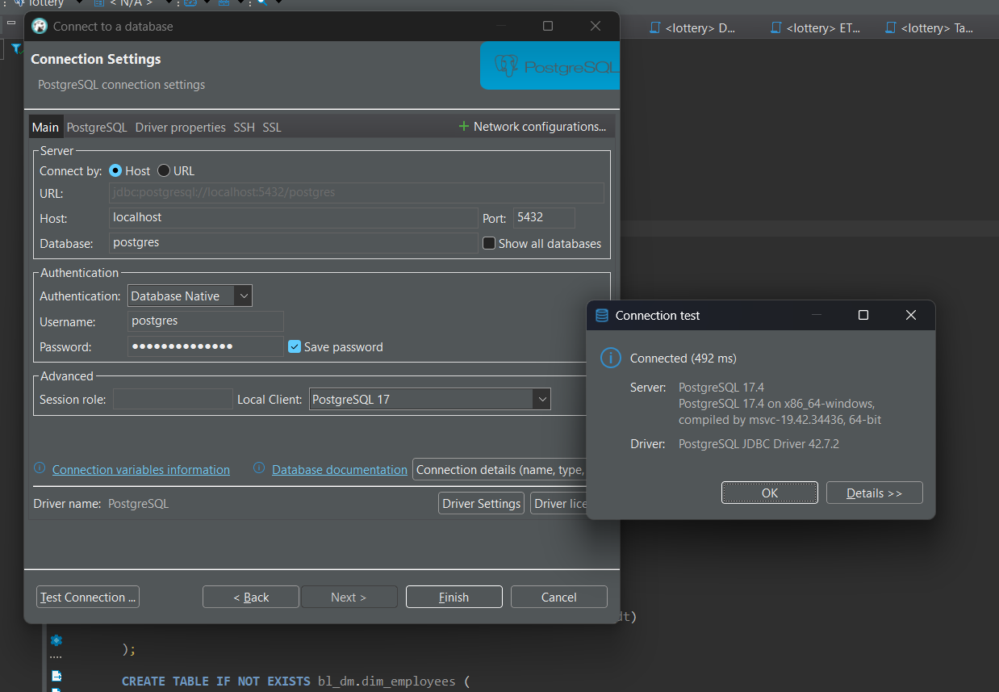 lottery < N/A >
Connect to a database
<lottery> D... <lottery> ET... <lottery> Ta...
Connection Settings
PostgreSQL connection settings
PostgreSQL
Main PostgreSQL Driver properties SSH SSL + Network configurations...
Server
Connect by: Host URL
URL: jdbc:postgresql://localhost:5432/postgres
Host: localhost Port: 5432
Database: postgres Show all databases
Authentication
Authentication: Database Native
Username: postgres
Password: •••••••••••••• Save password
Advanced
Session role: Local Client: PostgreSQL 17
Connection variables information Database documentation Connection details (name, type,
Driver name: PostgreSQL Driver Settings Driver lice
Test Connection ... < Back Next > Finish Cancel
Connection test
Connected (492 ms)
Server: PostgreSQL 17.4
PostgreSQL 17.4 on x86_64-windows,
compiled by msvc-19.42.34436, 64-bit
Driver: PostgreSQL JDBC Driver 42.7.2
OK Details >>
dt)
);
CREATE TABLE IF NOT EXISTS bl_dm.dim_employees (